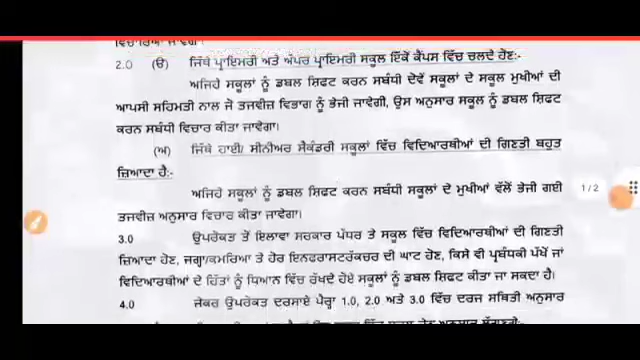 ਵਿਚਾਰਿਆ ਜਾਵੇਗਾ।
2.0 (ੳ) ਜਿੱਥੇ ਪ੍ਰਾਇਮਰੀ ਅਤੇ ਅੱਪਰ ਪ੍ਰਾਇਮਰੀ ਸਕੂਲ ਇੱਕੋ ਕੈਂਪਸ ਵਿੱਚ ਚਲਦੇ ਹੋਣ:-
ਅਜਿਹੇ ਸਕੂਲਾਂ ਨੂੰ ਡਬਲ ਸ਼ਿਫਟ ਕਰਨ ਸਬੰਧੀ ਦੋਵੇਂ ਸਕੂਲਾਂ ਦੇ ਸਕੂਲ ਮੁਖੀਆਂ ਦੀ
ਆਪਸੀ ਸਹਿਮਤੀ ਨਾਲ ਜੋ ਤਜਵੀਜ਼ ਵਿਭਾਗ ਨੂੰ ਭੇਜੀ ਜਾਵੇਗੀ, ਉਸ ਅਨੁਸਾਰ ਸਕੂਲ ਨੂੰ ਡਬਲ ਸ਼ਿਫਟ
ਕਰਨ ਸਬੰਧੀ ਵਿਚਾਰ ਕੀਤਾ ਜਾਵੇਗਾ।
(ਅ) ਜਿੱਥੇ ਹਾਈ/ ਸੀਨੀਅਰ ਸੈਕੰਡਰੀ ਸਕੂਲਾਂ ਵਿੱਚ ਵਿਦਿਆਰਥੀਆਂ ਦੀ ਗਿਣਤੀ ਬਹੁਤ
ਜ਼ਿਆਦਾ ਹੈ:-
ਅਜਿਹੇ ਸਕੂਲਾਂ ਨੂੰ ਡਬਲ ਸ਼ਿਫਟ ਕਰਨ ਸਬੰਧੀ ਸਕੂਲਾਂ ਦੇ ਮੁਖੀਆਂ ਵੱਲੋਂ ਭੇਜੀ ਗਈ
ਤਜਵੀਜ਼ ਅਨੁਸਾਰ ਵਿਚਾਰ ਕੀਤਾ ਜਾਵੇਗਾ।
1/2
3.0 ਉਪਰੋਕਤ ਤੋਂ ਇਲਾਵਾ ਸਰਕਾਰ ਪੱਧਰ ਤੇ ਸਕੂਲ ਵਿੱਚ ਵਿਦਿਆਰਥੀਆਂ ਦੀ ਗਿਣਤੀ
ਜ਼ਿਆਦਾ ਹੋਣ, ਜਗ੍ਹਾ/ਕਮਰਿਆ ਤੇ ਹੋਰ ਇਨਫਰਾਸਟਰੱਕਚਰ ਦੀ ਘਾਟ ਹੋਣ, ਕਿਸੇ ਵੀ ਪ੍ਰਬੰਧਕੀ ਪੱਖੋਂ ਜਾਂ
ਵਿਦਿਆਰਥੀਆਂ ਦੇ ਹਿੱਤਾਂ ਨੂੰ ਧਿਆਨ ਵਿੱਚ ਰੱਖਦੇ ਹੋਏ ਸਕੂਲਾਂ ਨੂੰ ਡਬਲ ਸ਼ਿਫਟ ਕੀਤਾ ਜਾ ਸਕਦਾ ਹੈ।
4.0 ਜੇਕਰ ਉਪਰੋਕਤ ਦਰਸਾਏ ਪੈਰ੍ਹਾ 1.0, 2.0 ਅਤੇ 3.0 ਵਿੱਚ ਦਰਜ ਸਥਿਤੀ ਅਨੁਸਾਰ